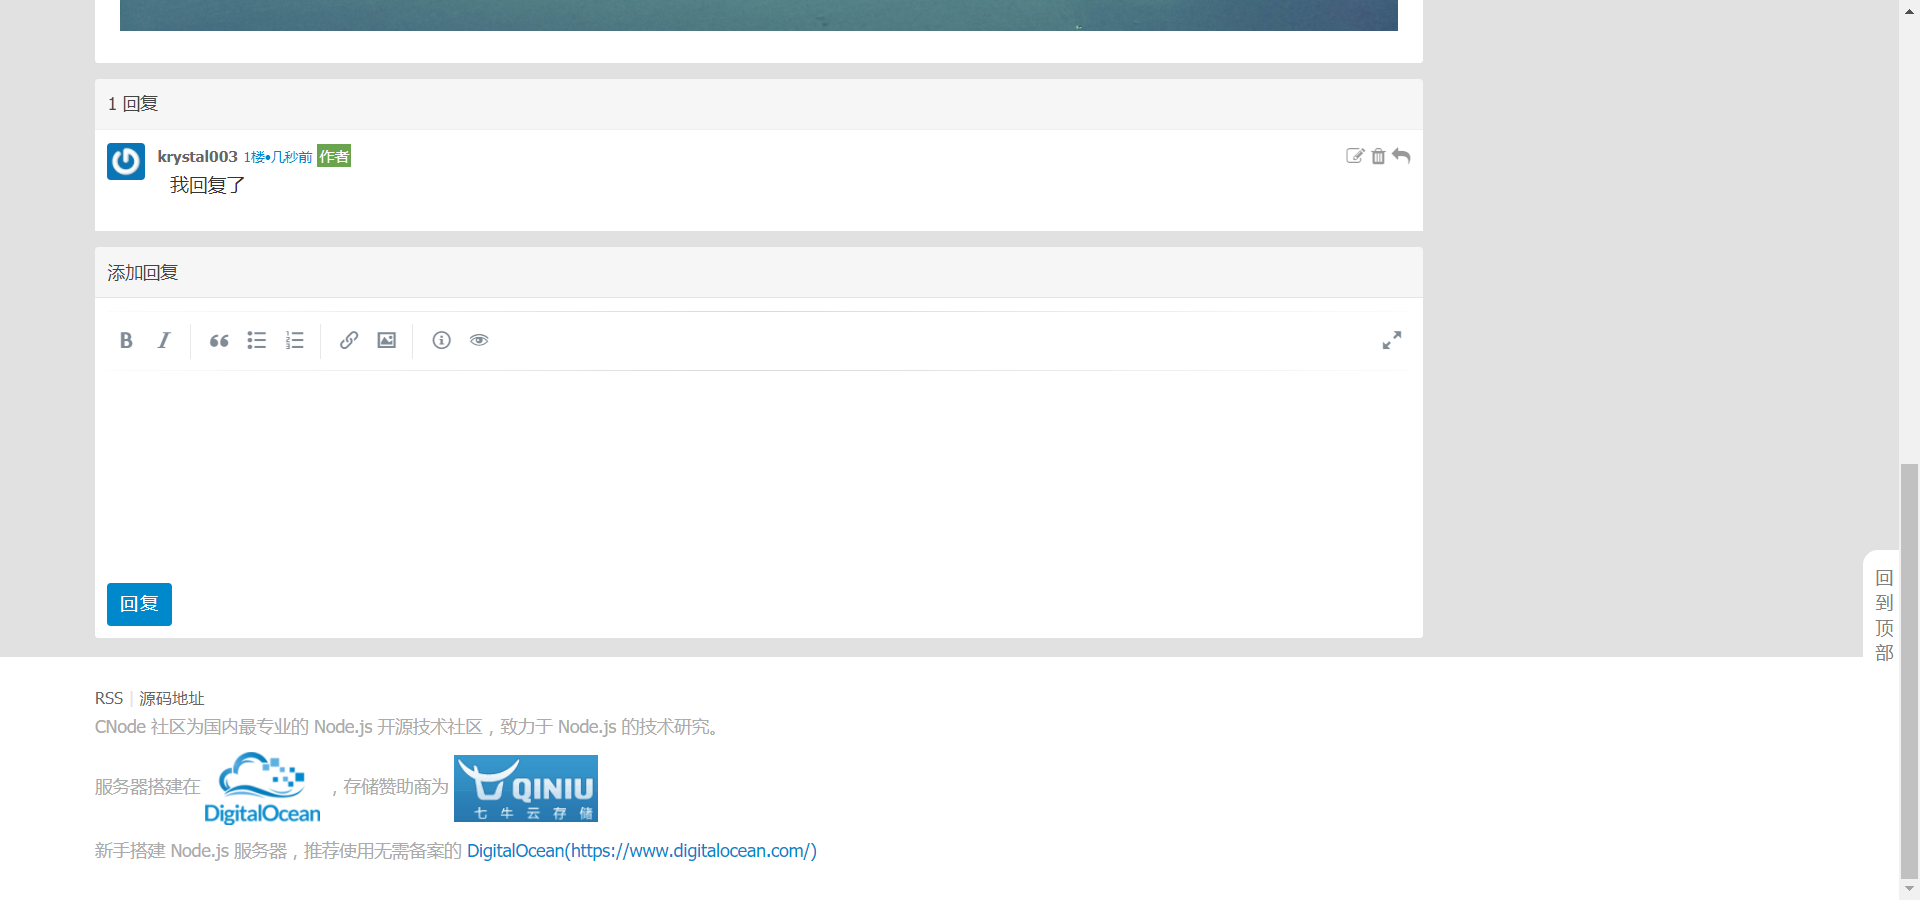 1 回复
krystal003 1楼•几秒前 作者
我回复了
添加回复
回复
回到顶部
RSS | 源码地址
CNode 社区为国内最专业的 Node.js 开源技术社区，致力于 Node.js 的技术研究。
服务器搭建在 DigitalOcean ，存储赞助商为 QINIU 七牛云存储
新手搭建 Node.js 服务器，推荐使用无需备案的 DigitalOcean(https://www.digitalocean.com/)